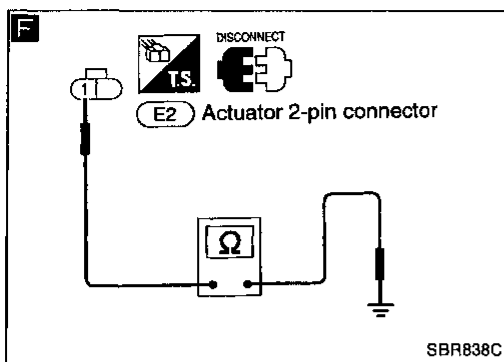 F
DISCONNECT
T.S.
E2 Actuator 2-pin connector
1
Ω
SBR838C